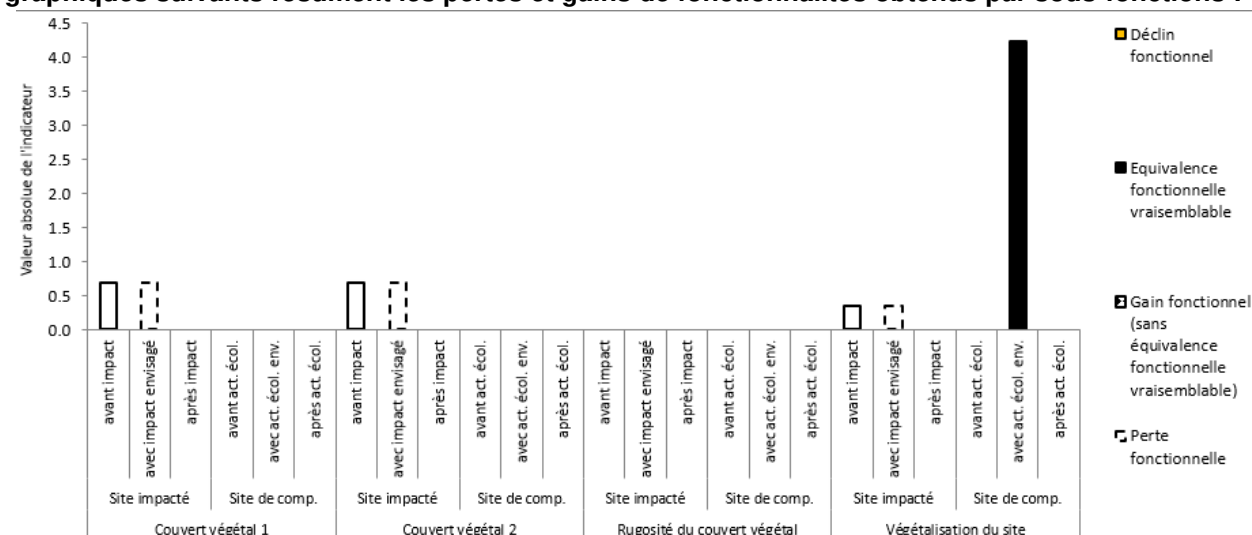 graphiques suivants résument les pertes et gains de fonctionnalités obtenus par sous-fonctions :
4.5
4.0
3.5
3.0
2.5
2.0
1.5
1.0
0.5
0.0
Valeur absolue de l'indicateur
avant impact
avec impact envisagé
après impact
avant act. écol.
avec act. écol. env.
après act. écol.
avant impact
avec impact envisagé
après impact
avant act. écol.
avec act. écol. env.
après act. écol.
avant impact
avec impact envisagé
après impact
avant act. écol.
avec act. écol. env.
après act. écol.
avant impact
avec impact envisagé
après impact
avant act. écol.
avec act. écol. env.
après act. écol.
Site impacté
Site de comp.
Site impacté
Site de comp.
Site impacté
Site de comp.
Site impacté
Site de comp.
Couvert végétal 1
Couvert végétal 2
Rugosité du couvert végétal
Végétalisation du site
Déclin
fonctionnel
Equivalence
fonctionnelle
vraisemblable
Gain fonctionnel
(sans
équivalence
fonctionnelle
vraisemblable)
Perte
fonctionnelle